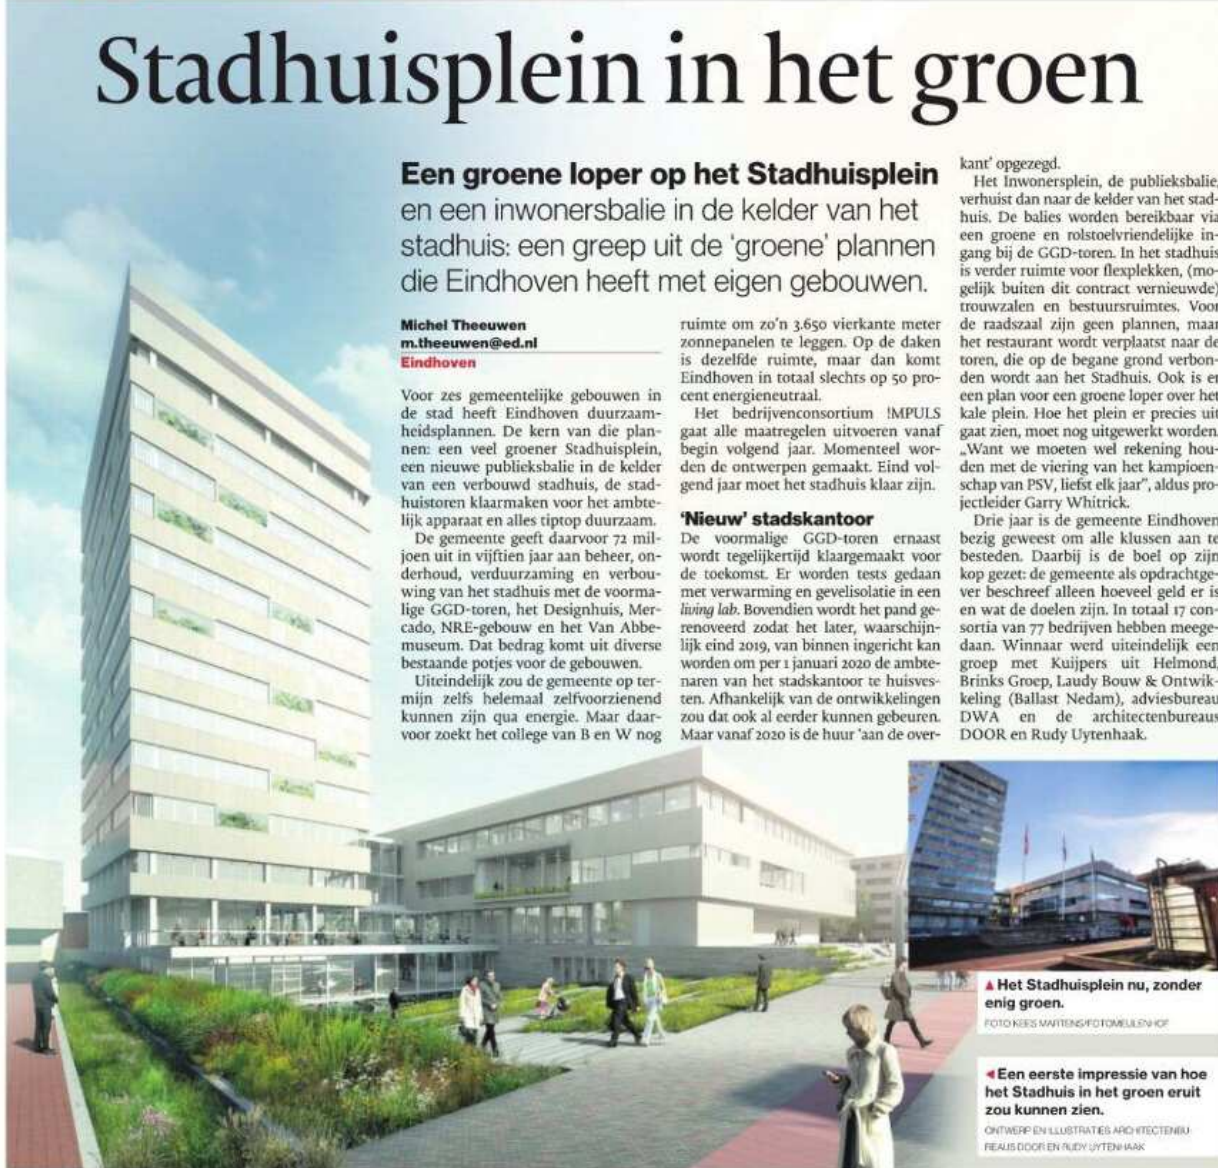 Stadhuisplein in het groen
Een groene loper op het Stadhuisplein
en een inwonersbalie in de kelder van het
stadhuis: een greep uit de ‘groene’ plannen
die Eindhoven heeft met eigen gebouwen.
Michel Theeuwen
m.theeuwen@ed.nl
Eindhoven
Voor zes gemeentelijke gebouwen in
de stad heeft Eindhoven duurzaam-
heidsplannen. De kern van die plan-
nen: een veel groener Stadhuisplein,
een nieuwe publieksbalie in de kelder
van een verbouwd stadhuis, de stad-
huistoren klaarmaken voor het ambte-
lijk apparaat en alles tiptop duurzaam.
De gemeente geeft daarvoor 72 mil-
joen uit in vijftien jaar aan beheer, on-
derhoud, verduurzaming en verbou-
wing van het stadhuis met de voorma-
lige GGD-toren, het Designhuis, Mer-
cado, NRE-gebouw en het Van Abbe-
museum. Dat bedrag komt uit diverse
bestaande potjes voor de gebouwen.
Uiteindelijk zou de gemeente op ter-
mijn zelfs helemaal zelfvoorzienend
kunnen zijn qua energie. Maar daar-
voor zoekt het college van B en W nog
ruimte om zo’n 3.650 vierkante meter
zonnepanelen te leggen. Op de daken
is dezelfde ruimte, maar dan komt
Eindhoven in totaal slechts op 50 pro-
cent energieneutraal.
Het bedrijvenconsortium !MPULS
gaat alle maatregelen uitvoeren vanaf
begin volgend jaar. Momenteel wor-
den de ontwerpen gemaakt. Eind vol-
gend jaar moet het stadhuis klaar zijn.
‘Nieuw’ stadskantoor
De voormalige GGD-toren ernaast
wordt tegelijkertijd klaargemaakt voor
de toekomst. Er worden tests gedaan
met verwarming en gevelisolatie in een
living lab. Bovendien wordt het pand ge-
renoveerd zodat het later, waarschijn-
lijk eind 2019, van binnen ingericht kan
worden om per 1 januari 2020 de ambte-
naren van het stadskantoor te huisves-
ten. Afhankelijk van de ontwikkelingen
zou dat ook al eerder kunnen gebeuren.
Maar vanaf 2020 is de huur ‘aan de over-
kant’ opgezegd.
Het Inwonersplein, de publieksbalie,
verhuist dan naar de kelder van het stad-
huis. De balies worden bereikbaar via
een groene en rolstoelvriendelijke in-
gang bij de GGD-toren. In het stadhuis
is verder ruimte voor flexplekken, (mo-
gelijk buiten dit contract vernieuwde)
trouwzalen en bestuursruimtes. Voor
de raadszaal zijn geen plannen, maar
het restaurant wordt verplaatst naar de
toren, die op de begane grond verbon-
den wordt aan het Stadhuis. Ook is er
een plan voor een groene loper over het
kale plein. Hoe het plein er precies uit
gaat zien, moet nog uitgewerkt worden.
„Want we moeten wel rekening hou-
den met de viering van het kampioen-
schap van PSV, liefst elk jaar”, aldus pro-
jectleider Garry Whitrick.
Drie jaar is de gemeente Eindhoven
bezig geweest om alle klussen aan te
besteden. Daarbij is de boel op zijn
kop gezet: de gemeente als opdrachtge-
ver beschreef alleen hoeveel geld er is
en wat de doelen zijn. In totaal 17 con-
sortia van 77 bedrijven hebben meege-
daan. Winnaar werd uiteindelijk een
groep met Kuijpers uit Helmond,
Brinks Groep, Laudy Bouw & Ontwik-
keling (Ballast Nedam), adviesbureau
DWA en de architectenbureaus
DOOR en Rudy Uytenhaak.
▲ Het Stadhuisplein nu, zonder
enig groen.
FOTO KEES MARTENS/FOTOMEULENHOF
◀ Een eerste impressie van hoe
het Stadhuis in het groen eruit
zou kunnen zien.
ONTWERP EN ILLUSTRATIES ARCHITECTENBU-
REAUS DOOR EN RUDY UYTENHAAK